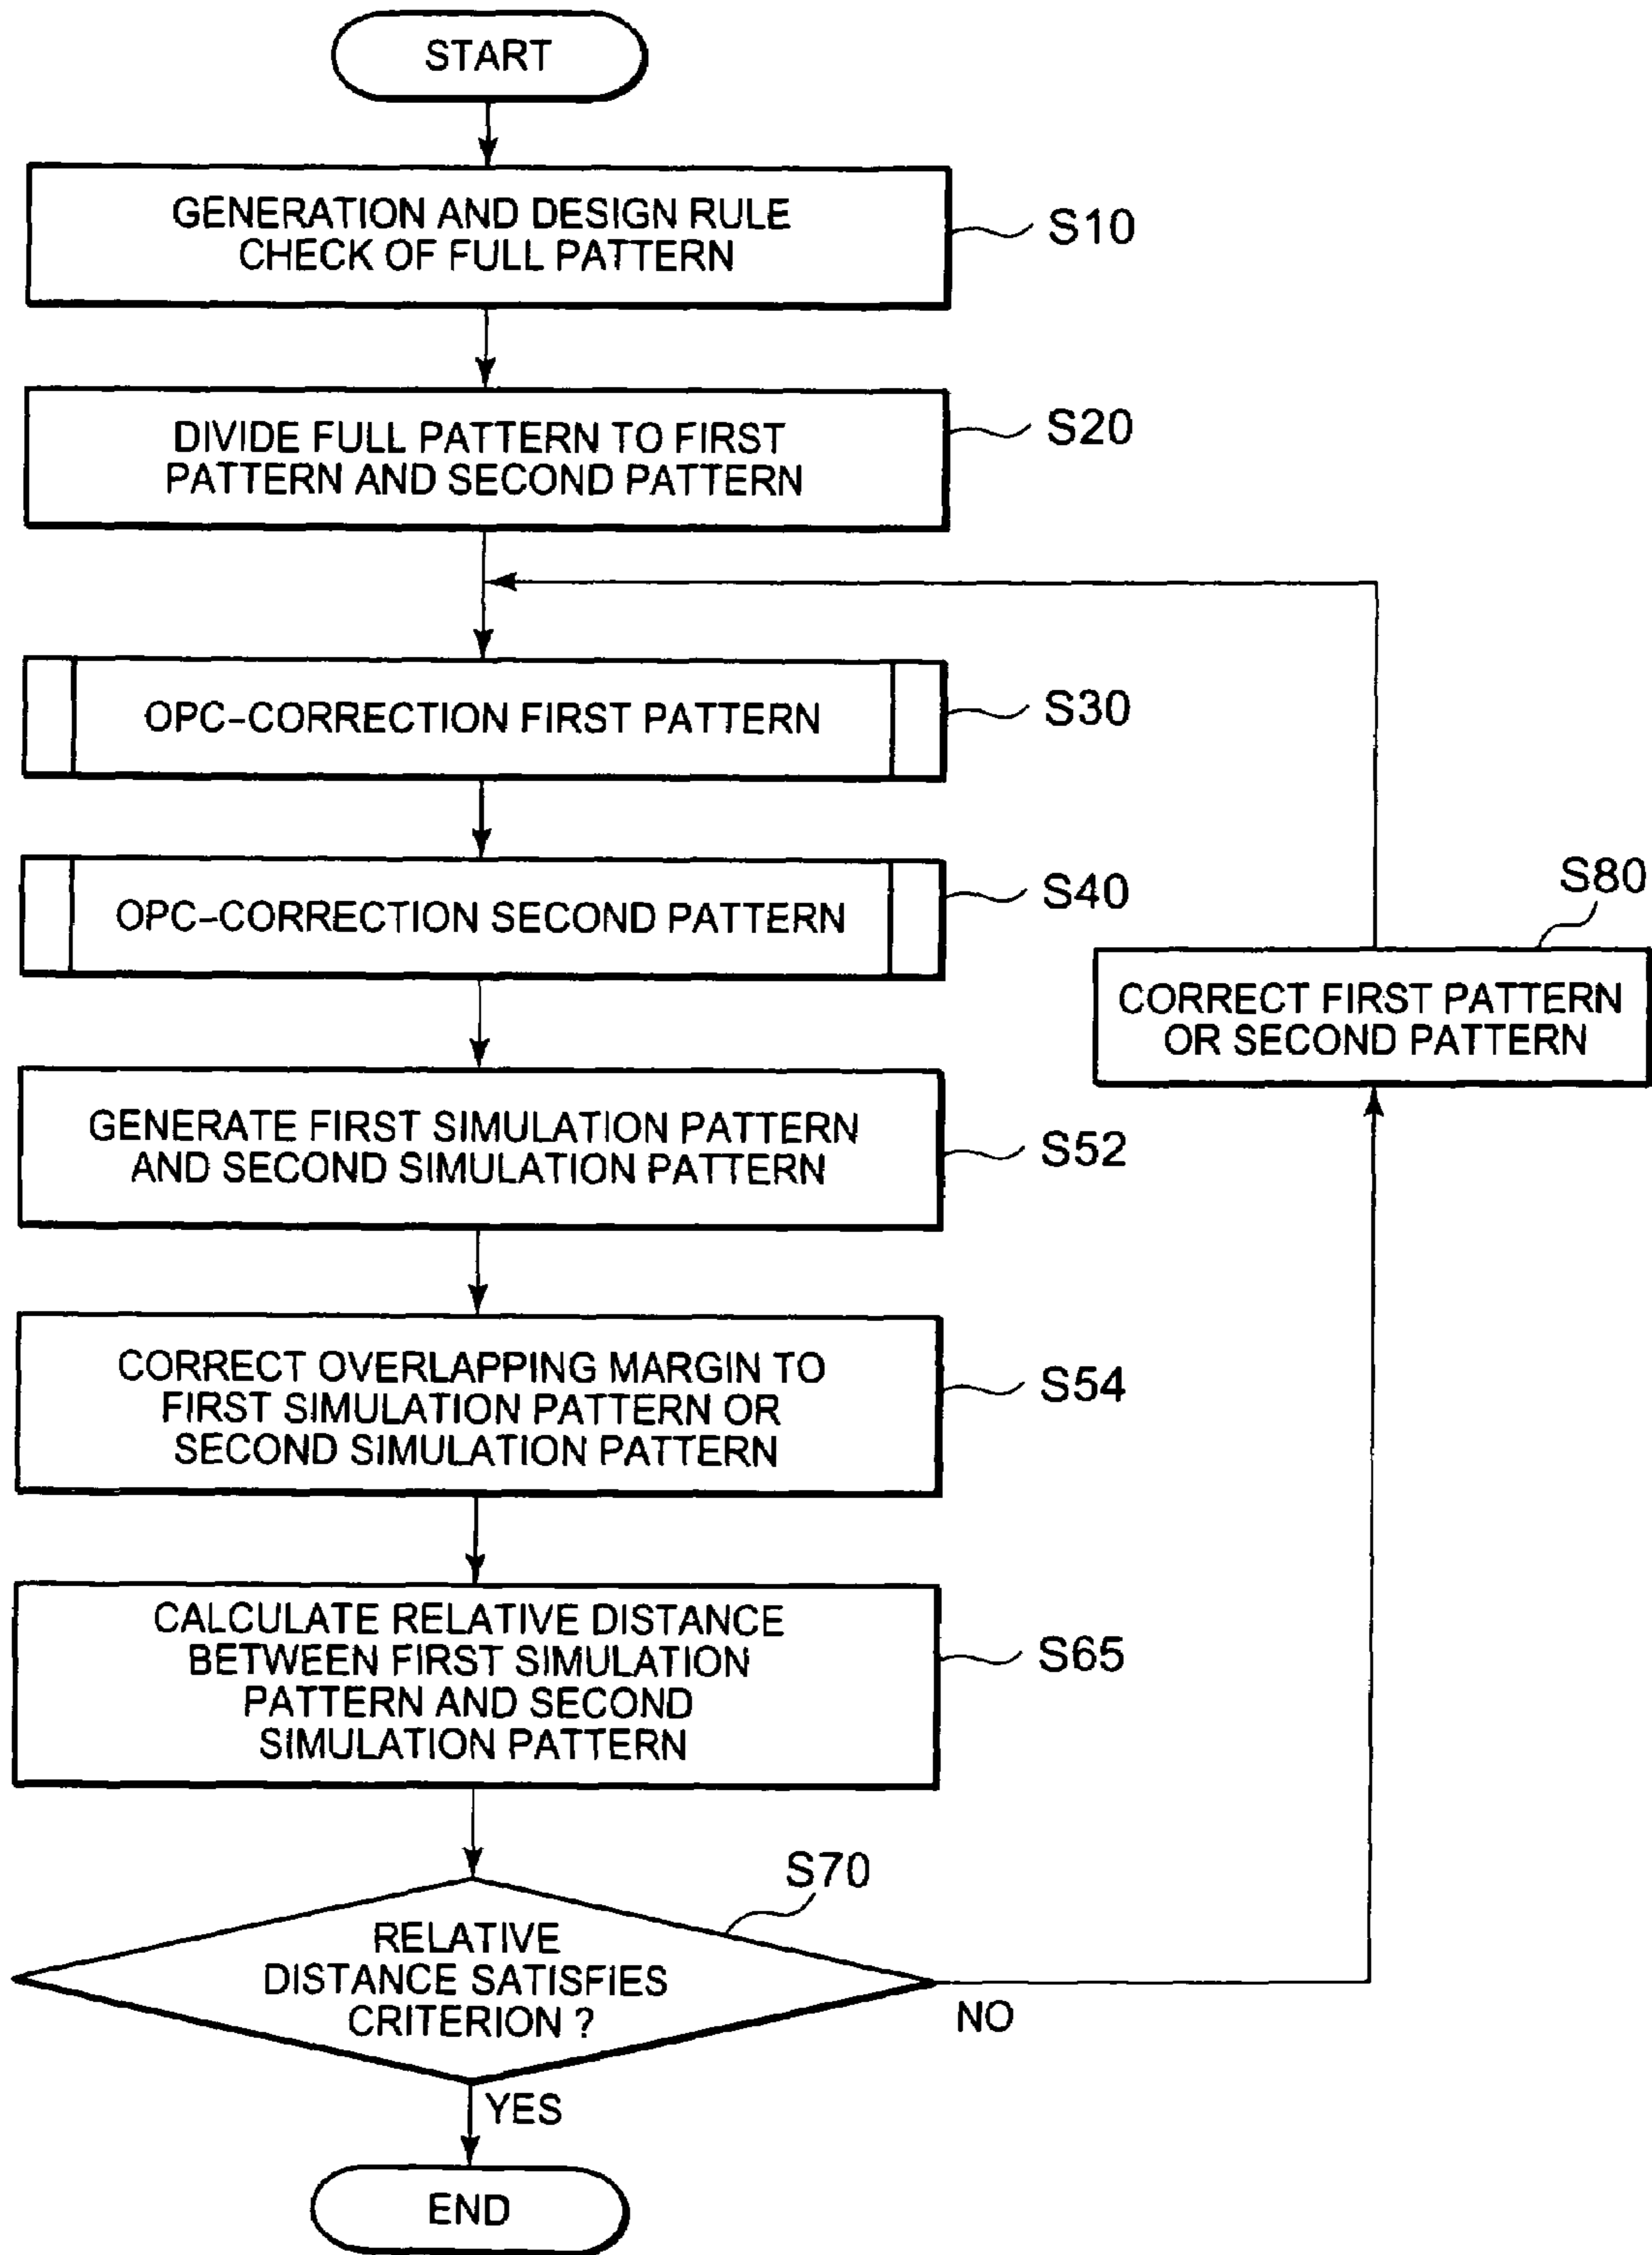 START
GENERATION AND DESIGN RULE
CHECK OF FULL PATTERN
S10
DIVIDE FULL PATTERN TO FIRST
PATTERN AND SECOND PATTERN
S20
OPC-CORRECTION FIRST PATTERN
S30
OPC-CORRECTION SECOND PATTERN
S40
S80
CORRECT FIRST PATTERN
OR SECOND PATTERN
GENERATE FIRST SIMULATION PATTERN
AND SECOND SIMULATION PATTERN
S52
CORRECT OVERLAPPING MARGIN TO
FIRST SIMULATION PATTERN OR
SECOND SIMULATION PATTERN
S54
CALCULATE RELATIVE DISTANCE
BETWEEN FIRST SIMULATION
PATTERN AND SECOND
SIMULATION PATTERN
S65
S70
RELATIVE
DISTANCE SATISFIES
CRITERION ?
NO
YES
END